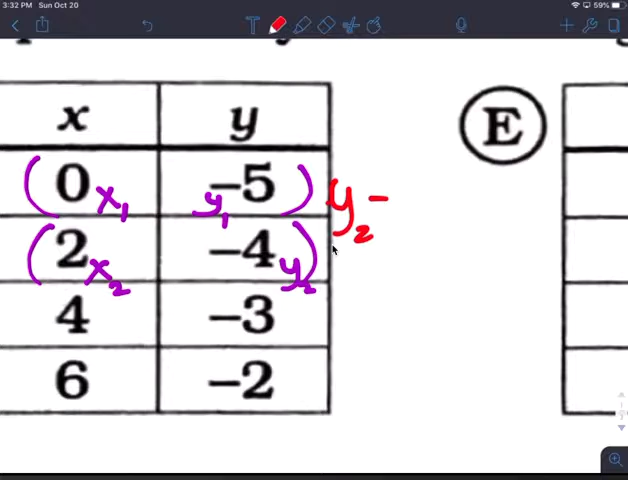 3:32 PM Sun Oct 20
59%
T
x y
0 x₁ y₁ -5
y₂ -
2 x₂ -4 y₂
4 -3
6 -2
E